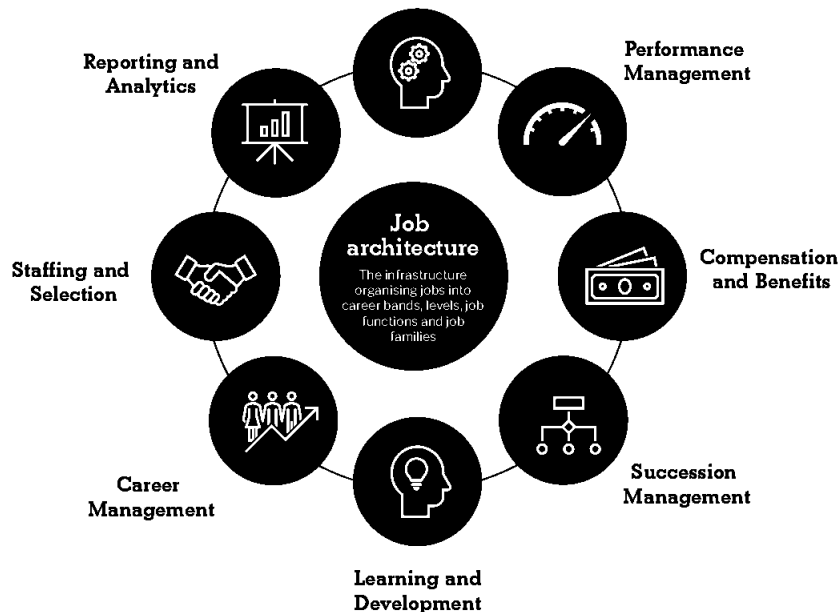 Reporting and
Analytics
Performance
Management
Job
architecture
The infrastructure
organising jobs into
career bands, levels, job
functions and job
families
Staffing and
Selection
Compensation
and Benefits
Career
Management
Succession
Management
Learning and
Development